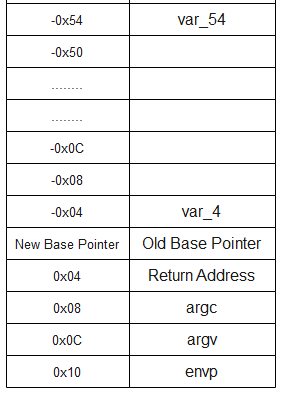 -0x54 var_54
-0x50
........
........
-0x0C
-0x08
-0x04 var_4
New Base Pointer Old Base Pointer
0x04 Return Address
0x08 argc
0x0C argv
0x10 envp